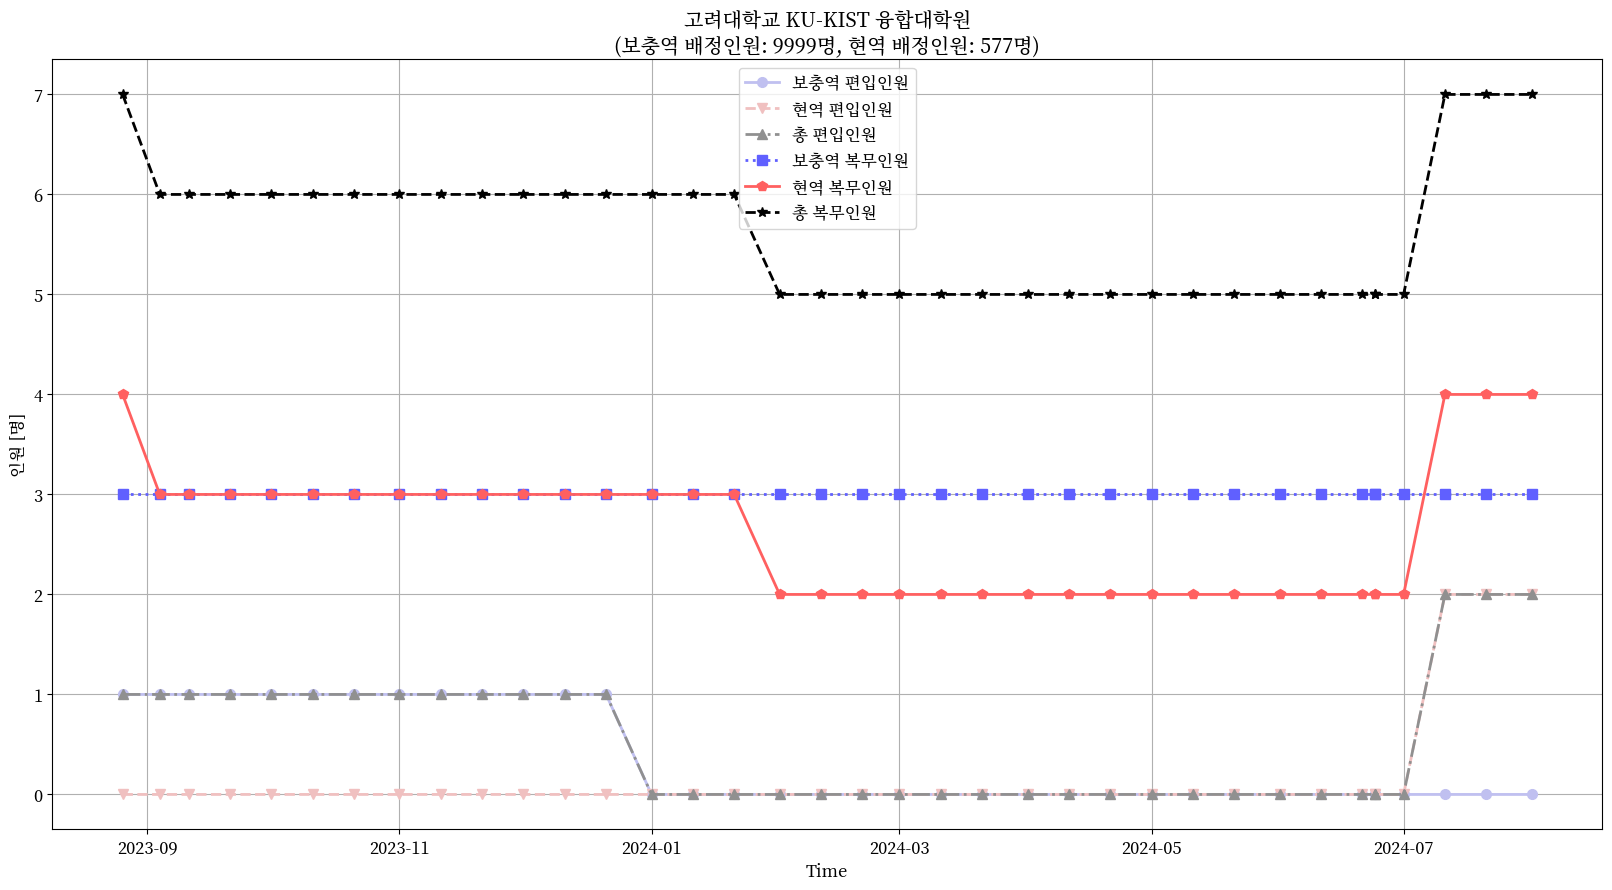 고려대학교 KU-KIST 융합대학원
(보충역 배정인원: 9999명, 현역 배정인원: 577명)
보충역 편입인원
현역 편입인원
총 편입인원
보충역 복무인원
현역 복무인원
총 복무인원
인원 [명]
7
6
5
4
3
2
1
0
2023-09
2023-11
2024-01
2024-03
2024-05
2024-07
Time